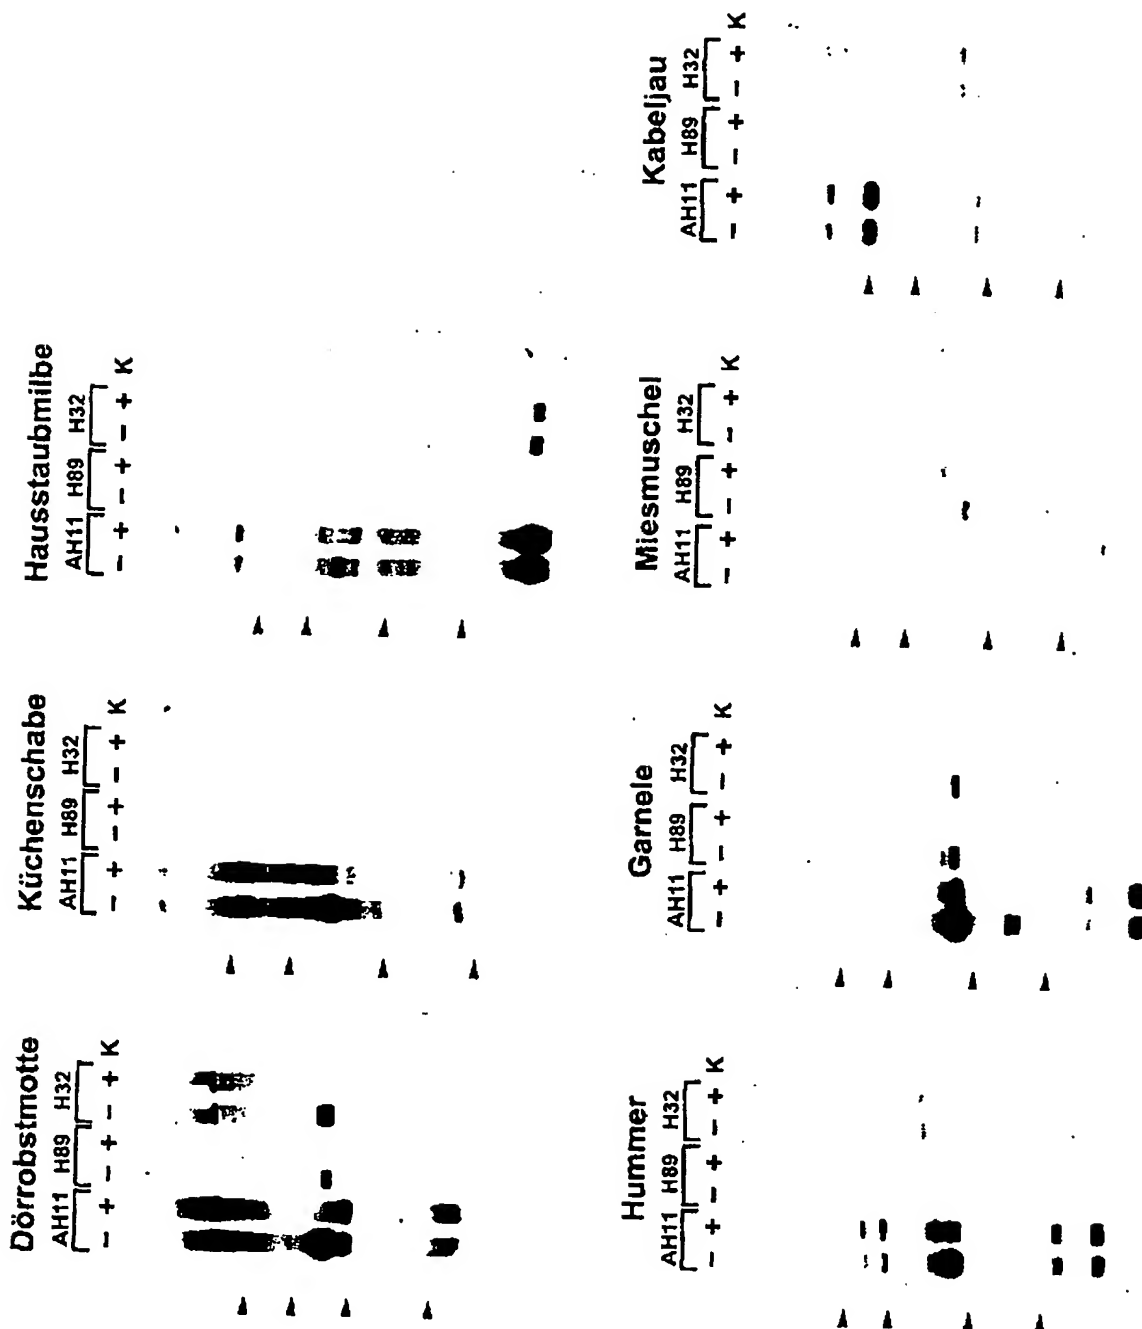 Dörrobstmotte
AH11 H89 H32
− + − + − + K
Küchenschabe
AH11 H89 H32
− + − + − + K
Hausstaubmilbe
AH11 H89 H32
− + − + − + K
Hummer
AH11 H89 H32
− + − + − + K
Garnele
AH11 H89 H32
− + − + − + K
Miesmuschel
AH11 H89 H32
− + − + − + K
Kabeljau
AH11 H89 H32
− + − + − + K